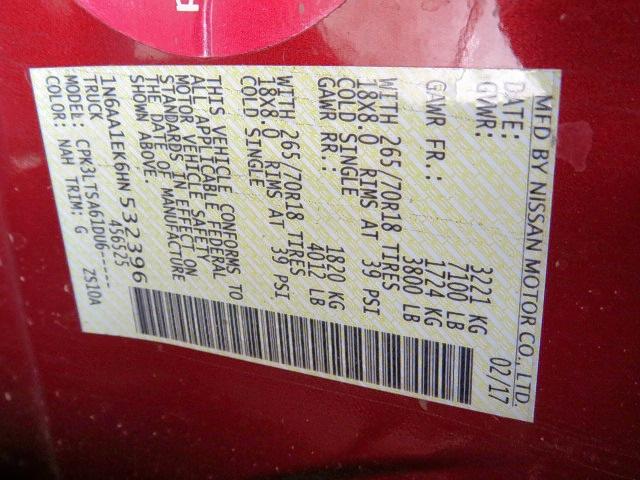 MFD BY NISSAN MOTOR CO., LTD.
DATE: 02/17
GVWR: 3221 KG
7100 LB
GAWR FR.: 1724 KG
3800 LB
WITH 265/70R18 TIRES
18X8.0 RIMS AT 39 PSI
COLD SINGLE
GAWR RR.: 1820 KG
4012 LB
WITH 265/70R18 TIRES
18X8.0 RIMS AT 39 PSI
COLD SINGLE
THIS VEHICLE CONFORMS TO
ALL APPLICABLE FEDERAL
MOTOR VEHICLE SAFETY
STANDARDS IN EFFECT ON
THE DATE OF MANUFACTURE
SHOWN ABOVE.
1N6AA1EK6HN532396
TRUCK 456525
MODEL: CPK3LT5A61DU6-----
COLOR: NAH TRIM: G ZS10A